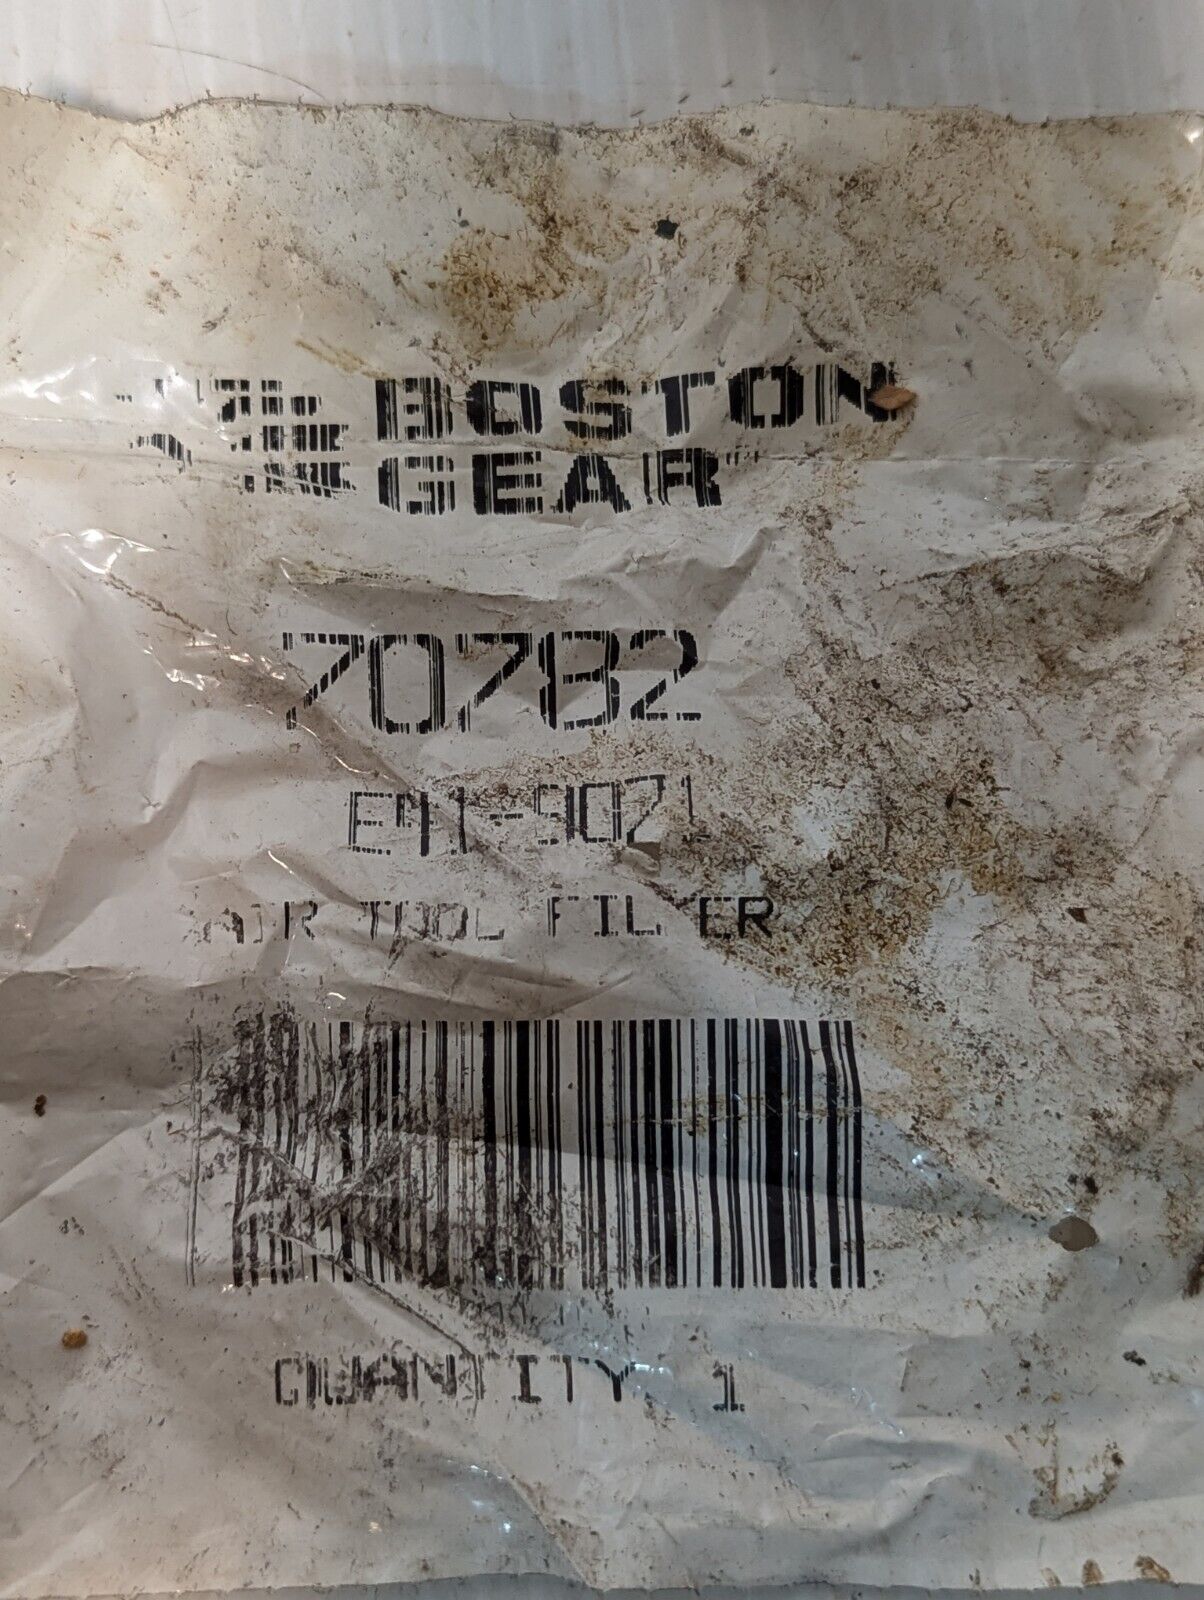 BOSTON
GEAR
70782
AIR TOOL FILTER
QUANTITY 1